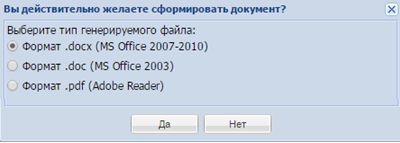 Вы действительно желаете сформировать документ?
Выберите тип генерируемого файла:
Формат .docx (MS Office 2007-2010)
Формат .doc (MS Office 2003)
Формат .pdf (Adobe Reader)
Да Нет